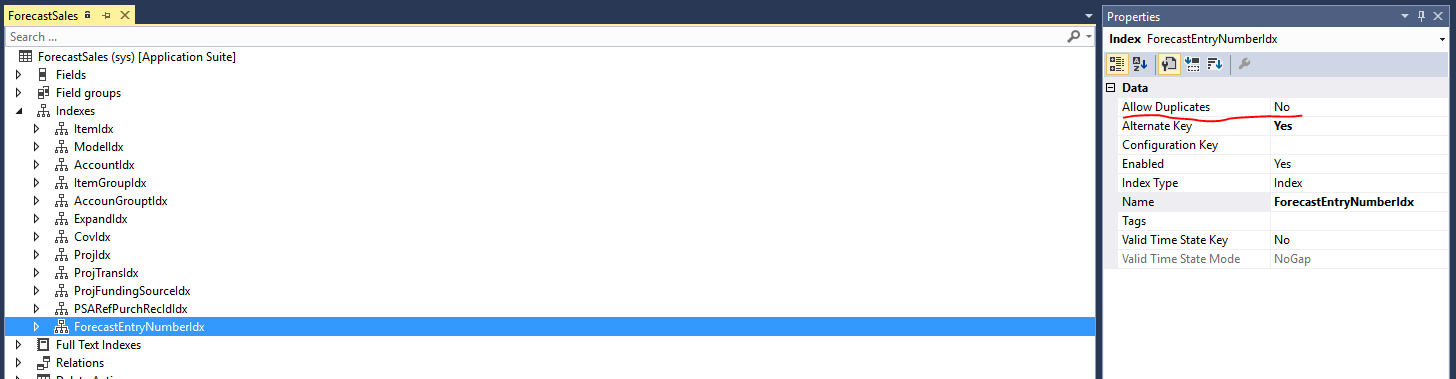 ForecastSales
Search ...
ForecastSales (sys) [Application Suite]
Fields
Field groups
Indexes
ItemIdx
ModelIdx
AccountIdx
ItemGroupIdx
AccounGrouptIdx
ExpandIdx
CovIdx
ProjIdx
ProjTransIdx
ProjFundingSourceIdx
PSARefPurchRecIdIdx
ForecastEntryNumberIdx
Full Text Indexes
Relations
Properties
Index ForecastEntryNumberIdx
Data
Allow Duplicates No
Alternate Key Yes
Configuration Key
Enabled Yes
Index Type Index
Name ForecastEntryNumberIdx
Tags
Valid Time State Key No
Valid Time State Mode NoGap